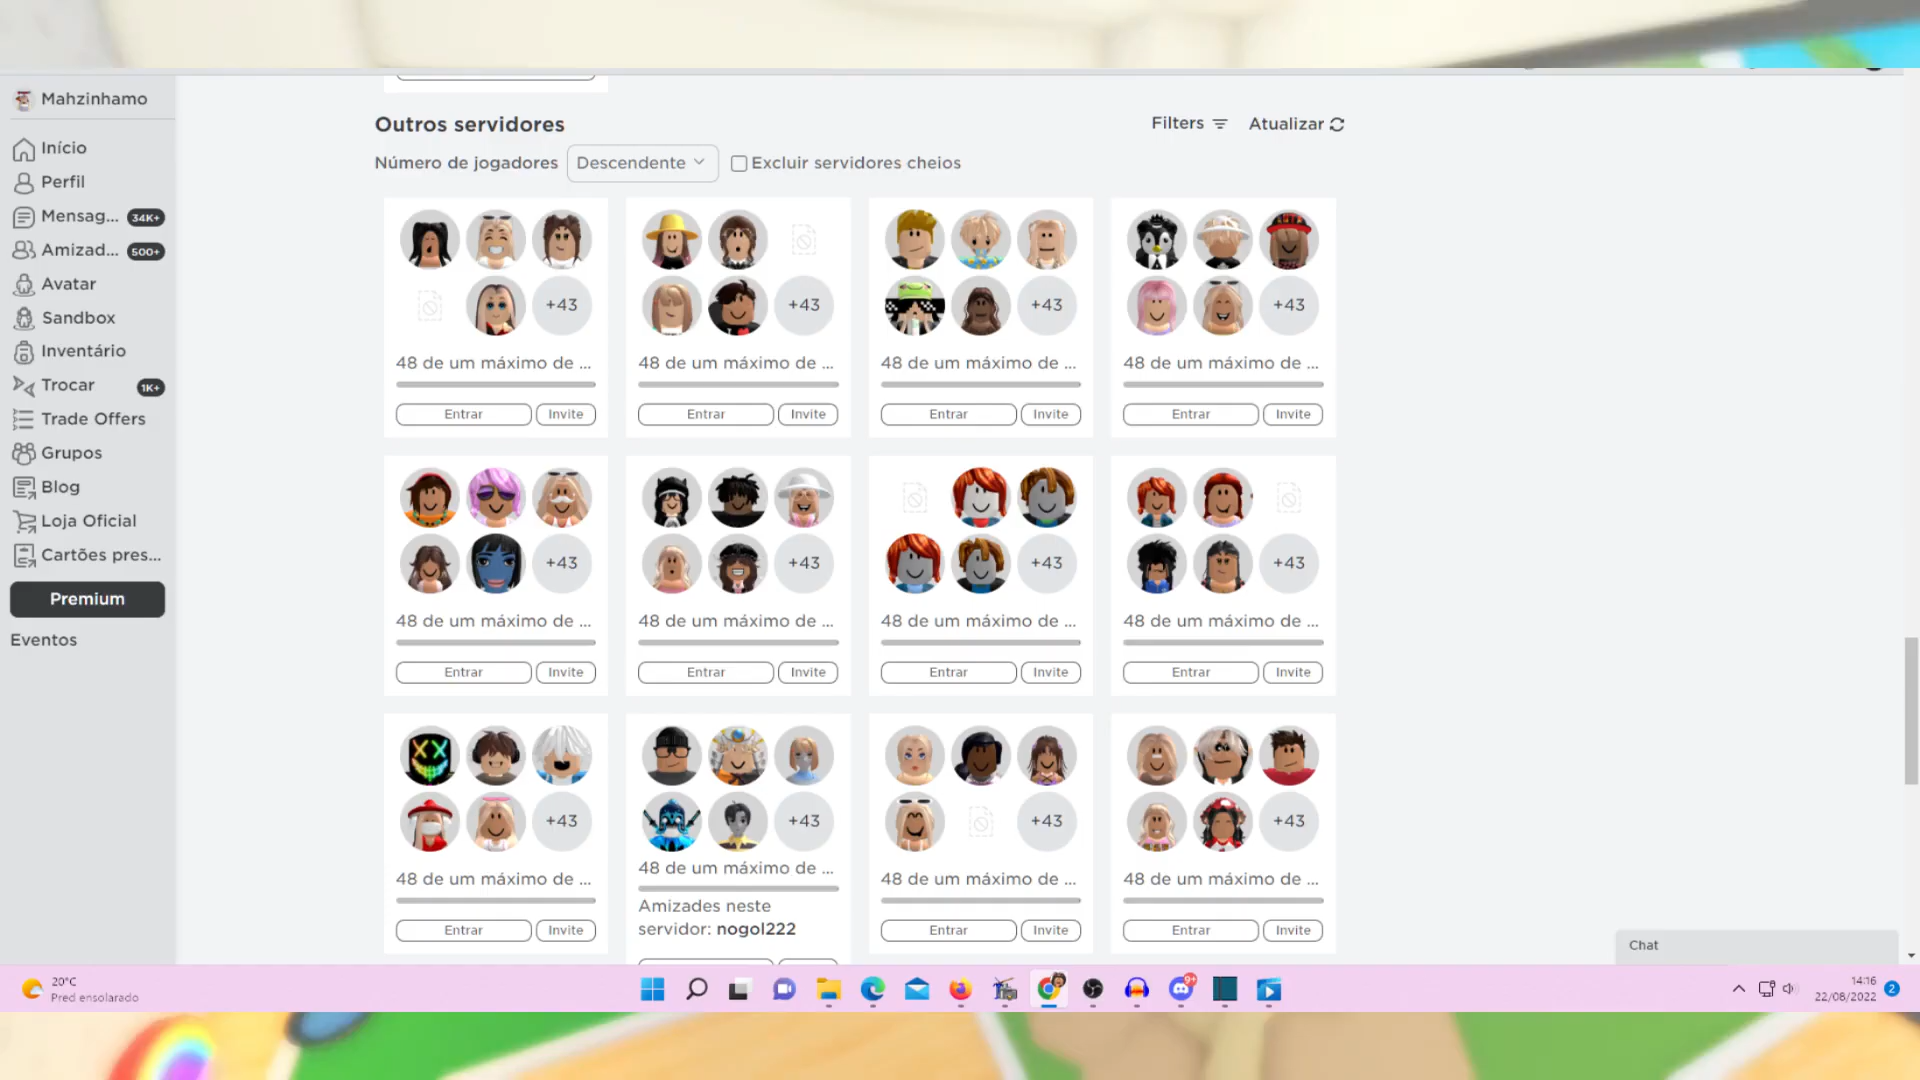 Mahzinhamo
Início
Perfil
Mensag... 34K+
Amizad... 500+
Avatar
Sandbox
Inventário
Trocar 1K+
Trade Offers
Grupos
Blog
Loja Oficial
Cartões pres...
Premium
Eventos
Outros servidores
Filters
Atualizar
Número de jogadores
Descendente
Excluir servidores cheios
+43
+43
+43
+43
48 de um máximo de ...
48 de um máximo de ...
48 de um máximo de ...
48 de um máximo de ...
Entrar Invite
Entrar Invite
Entrar Invite
Entrar Invite
+43
+43
+43
+43
48 de um máximo de ...
48 de um máximo de ...
48 de um máximo de ...
48 de um máximo de ...
Entrar Invite
Entrar Invite
Entrar Invite
Entrar Invite
+43
+43
+43
+43
48 de um máximo de ...
48 de um máximo de ...
48 de um máximo de ...
48 de um máximo de ...
Amizades neste
servidor: nogol222
Entrar Invite
Entrar Invite
Entrar Invite
Chat
20°C
Pred ensolarado
9+
14:16
22/08/2022
2